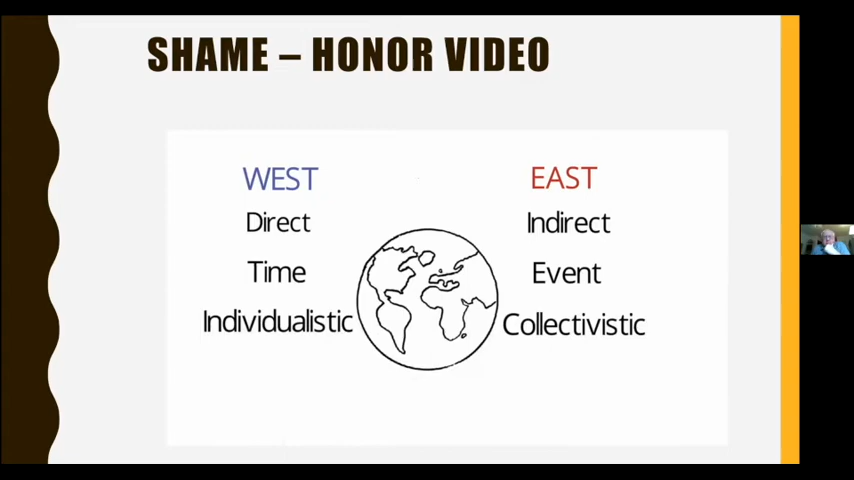 SHAME – HONOR VIDEO
WEST
EAST
Direct
Indirect
Time
Event
Individualistic
Collectivistic